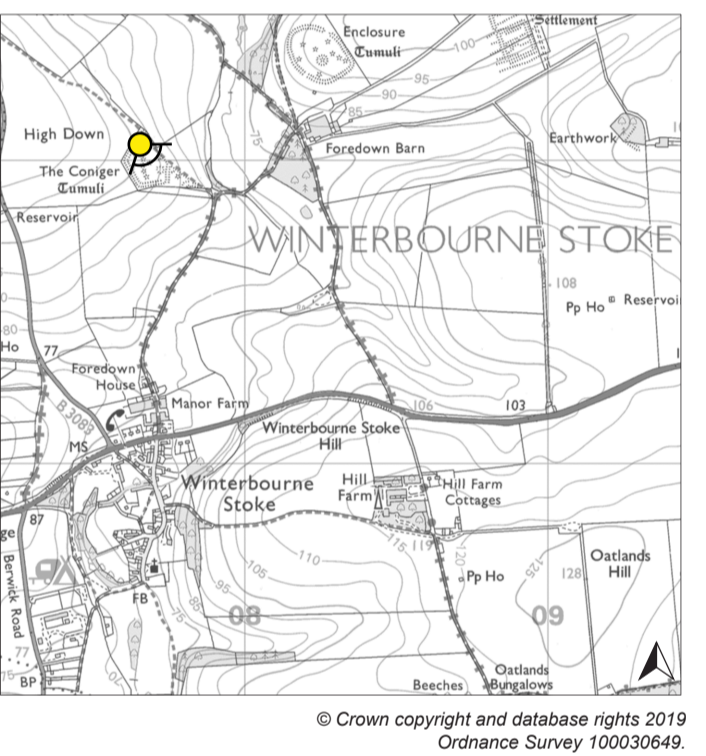 Settlement
Enclosure
Tumuli
100
95
90
85
75
High Down
Foredown Barn
Earthwork
The Coniger
Tumuli
Reservoir
WINTERBOURNE STOKE
108
Pp Ho
80
Ho
77
Foredown
House
Manor Farm
B 3083
MS
106
103
Winterbourne Stoke
Hill
Winterbourne
Stoke
Hill
Farm
Hill Farm
Cottages
87
115
119
120
110
105
95
85
75
125
128
Oatlands
Hill
Pp Ho
Berwick Road
FB
08
09
77
75
70
BP
Beeches
Oatlands
Bungalows
© Crown copyright and database rights 2019
Ordnance Survey 100030649.